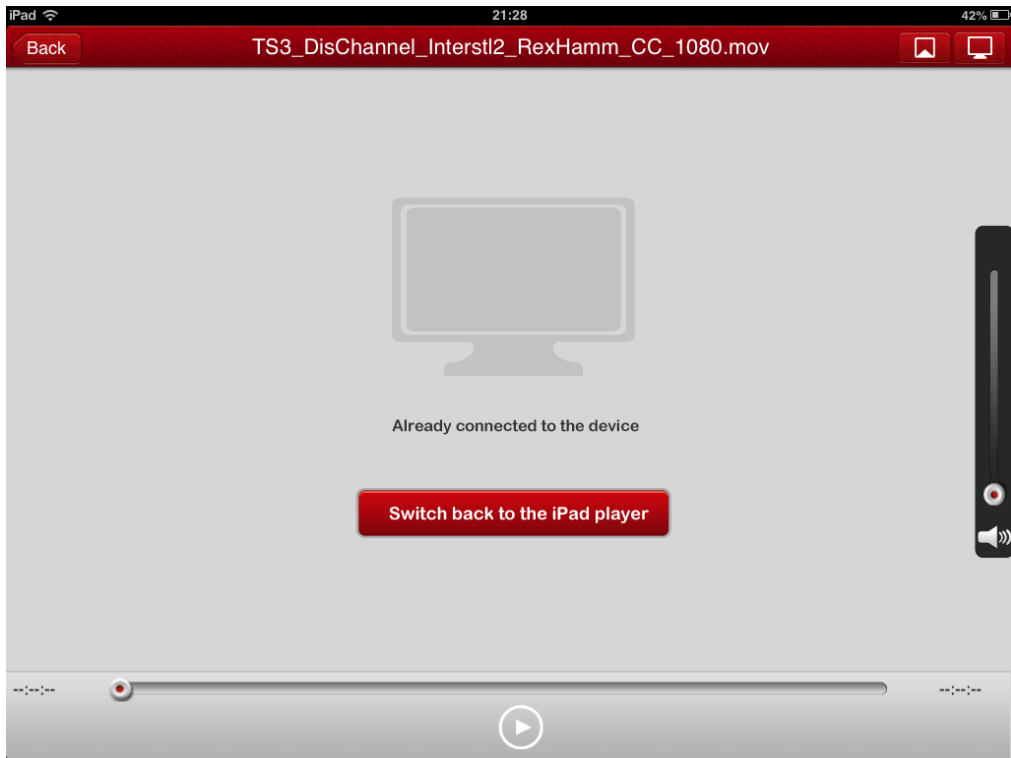 iPad 21:28 42%
Back TS3_DisChannel_Interstl2_RexHamm_CC_1080.mov
Already connected to the device
Switch back to the iPad player
--:--:-- --:--:--